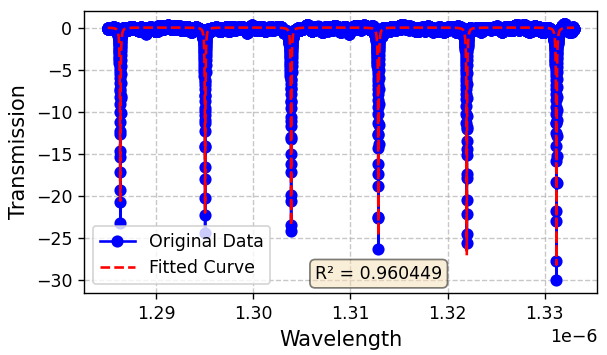 0
−5
−10
−15
−20
−25
−30
Transmission
Original Data
Fitted Curve
R² = 0.960449
1.29 1.30 1.31 1.32 1.33
1e−6
Wavelength